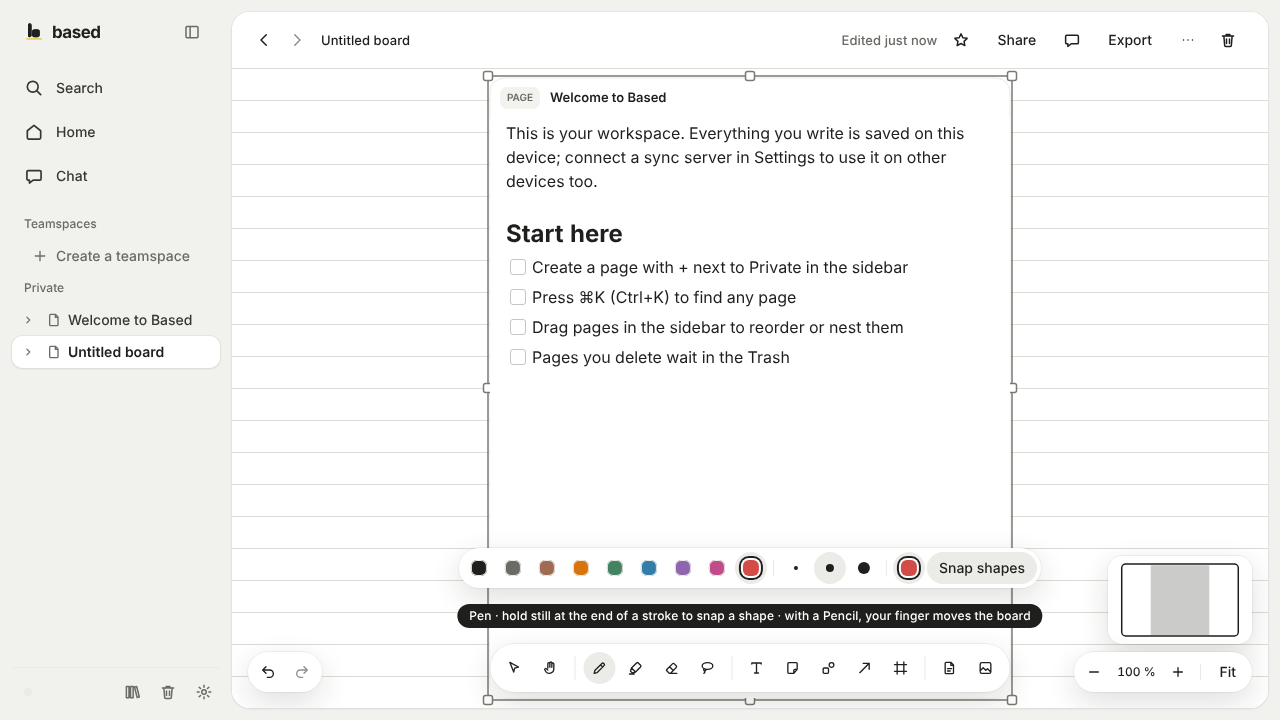 based
Untitled board
Edited just now
Share
Export
Search
Home
Chat
Teamspaces
Create a teamspace
Private
Welcome to Based
Untitled board
PAGE Welcome to Based
This is your workspace. Everything you write is saved on this
device; connect a sync server in Settings to use it on other
devices too.
Start here
Create a page with + next to Private in the sidebar
Press ⌘K (Ctrl+K) to find any page
Drag pages in the sidebar to reorder or nest them
Pages you delete wait in the Trash
Snap shapes
Pen · hold still at the end of a stroke to snap a shape · with a Pencil, your finger moves the board
100 %
Fit